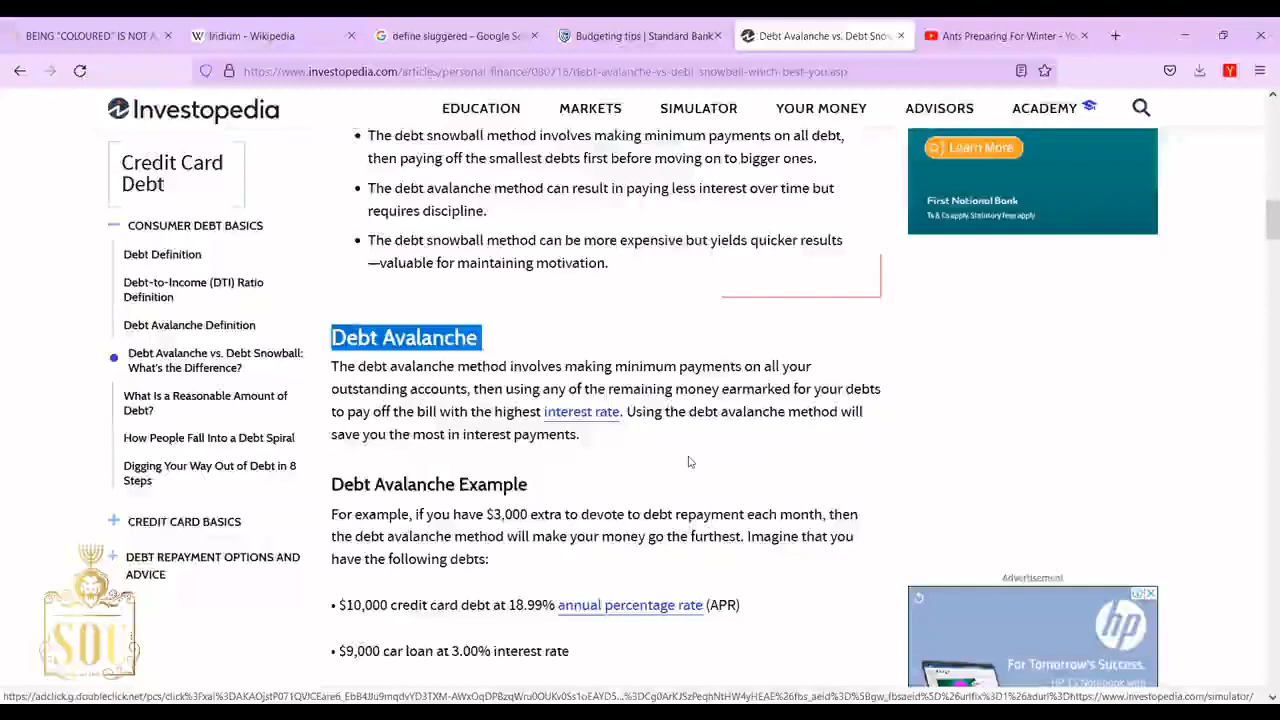 BEING "COLOURED" IS NOT A
Iridium - Wikipedia
define sluggered - Google Se
Budgeting tips | Standard Bank
Debt Avalanche vs. Debt Snow
Ants Preparing For Winter - Yo
https://www.investopedia.com/articles/personal-finance/080716/debt-avalanche-vs-debt-snowball-which-best-you.asp
Investopedia
EDUCATION
MARKETS
SIMULATOR
YOUR MONEY
ADVISORS
ACADEMY
Credit Card
Debt
CONSUMER DEBT BASICS
Debt Definition
Debt-to-Income (DTI) Ratio
Definition
Debt Avalanche Definition
Debt Avalanche vs. Debt Snowball:
What's the Difference?
What Is a Reasonable Amount of
Debt?
How People Fall Into a Debt Spiral
Digging Your Way Out of Debt in 8
Steps
CREDIT CARD BASICS
DEBT REPAYMENT OPTIONS AND
ADVICE
SOU
• The debt snowball method involves making minimum payments on all debt,
then paying off the smallest debts first before moving on to bigger ones.
• The debt avalanche method can result in paying less interest over time but
requires discipline.
• The debt snowball method can be more expensive but yields quicker results
—valuable for maintaining motivation.
Debt Avalanche
The debt avalanche method involves making minimum payments on all your
outstanding accounts, then using any of the remaining money earmarked for your debts
to pay off the bill with the highest interest rate. Using the debt avalanche method will
save you the most in interest payments.
Debt Avalanche Example
For example, if you have $3,000 extra to devote to debt repayment each month, then
the debt avalanche method will make your money go the furthest. Imagine that you
have the following debts:
• $10,000 credit card debt at 18.99% annual percentage rate (APR)
• $9,000 car loan at 3.00% interest rate
Learn More
First National Bank
Ts & Cs apply. Statutory fees apply
Advertisement
hp
For Tomorrow's Success.
HP 15 Notebook with